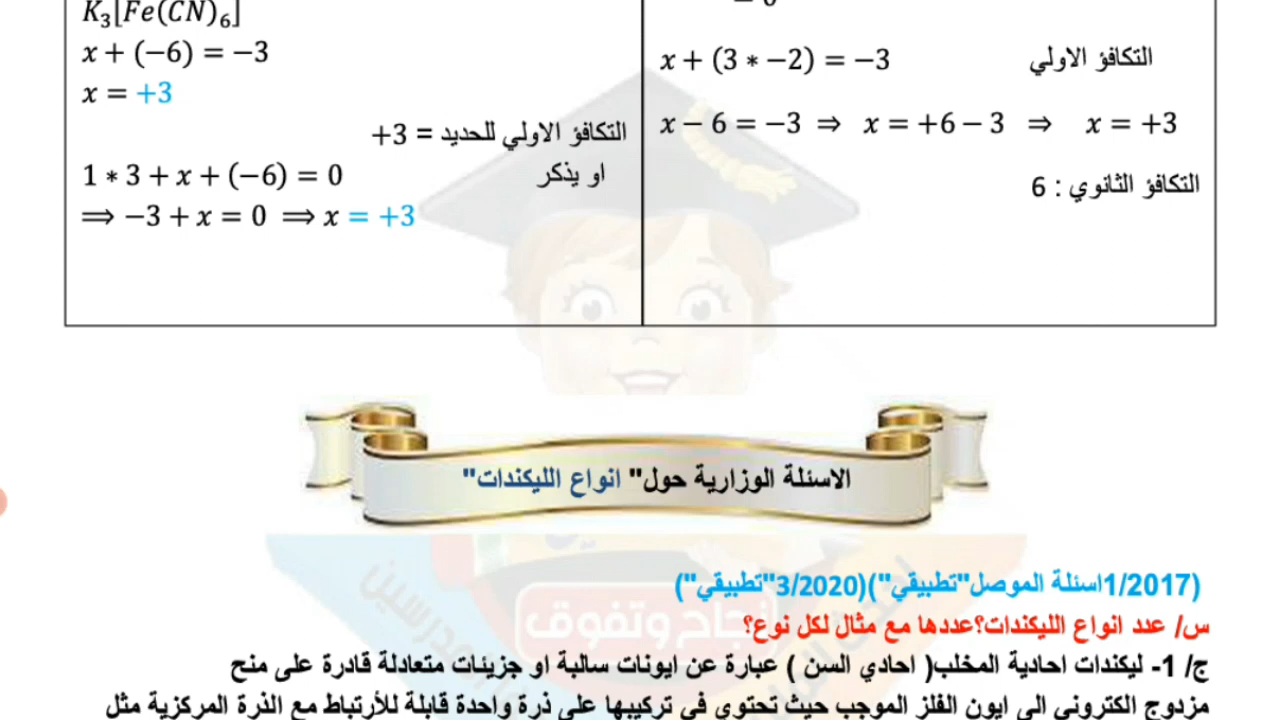 K₃[Fe(CN)₆]
x + (−6) = −3
x = +3
التكافؤ الاولي للحديد = 3+
او يذكر
1 * 3 + x + (−6) = 0
⟹ −3 + x = 0 ⟹ x = +3
التكافؤ الاولي
x + (3 * −2) = −3
x − 6 = −3 ⇒ x = +6 − 3 ⇒ x = +3
التكافؤ الثانوي : 6
الاسئلة الوزارية حول" انواع الليكندات"
(1/2017اسئلة الموصل"تطبيقي")(3/2020"تطبيقي")
س/ عدد انواع الليكندات؟عددها مع مثال لكل نوع؟
ج/ 1- ليكندات احادية المخلب( احادي السن ) عبارة عن ايونات سالبة او جزيئات متعادلة قادرة على منح
مزدوج الكتروني الى ايون الفلز الموجب حيث تحتوي في تركيبها على ذرة واحدة قابلة للأرتباط مع الذرة المركزية مثل
نجاح وتفوق